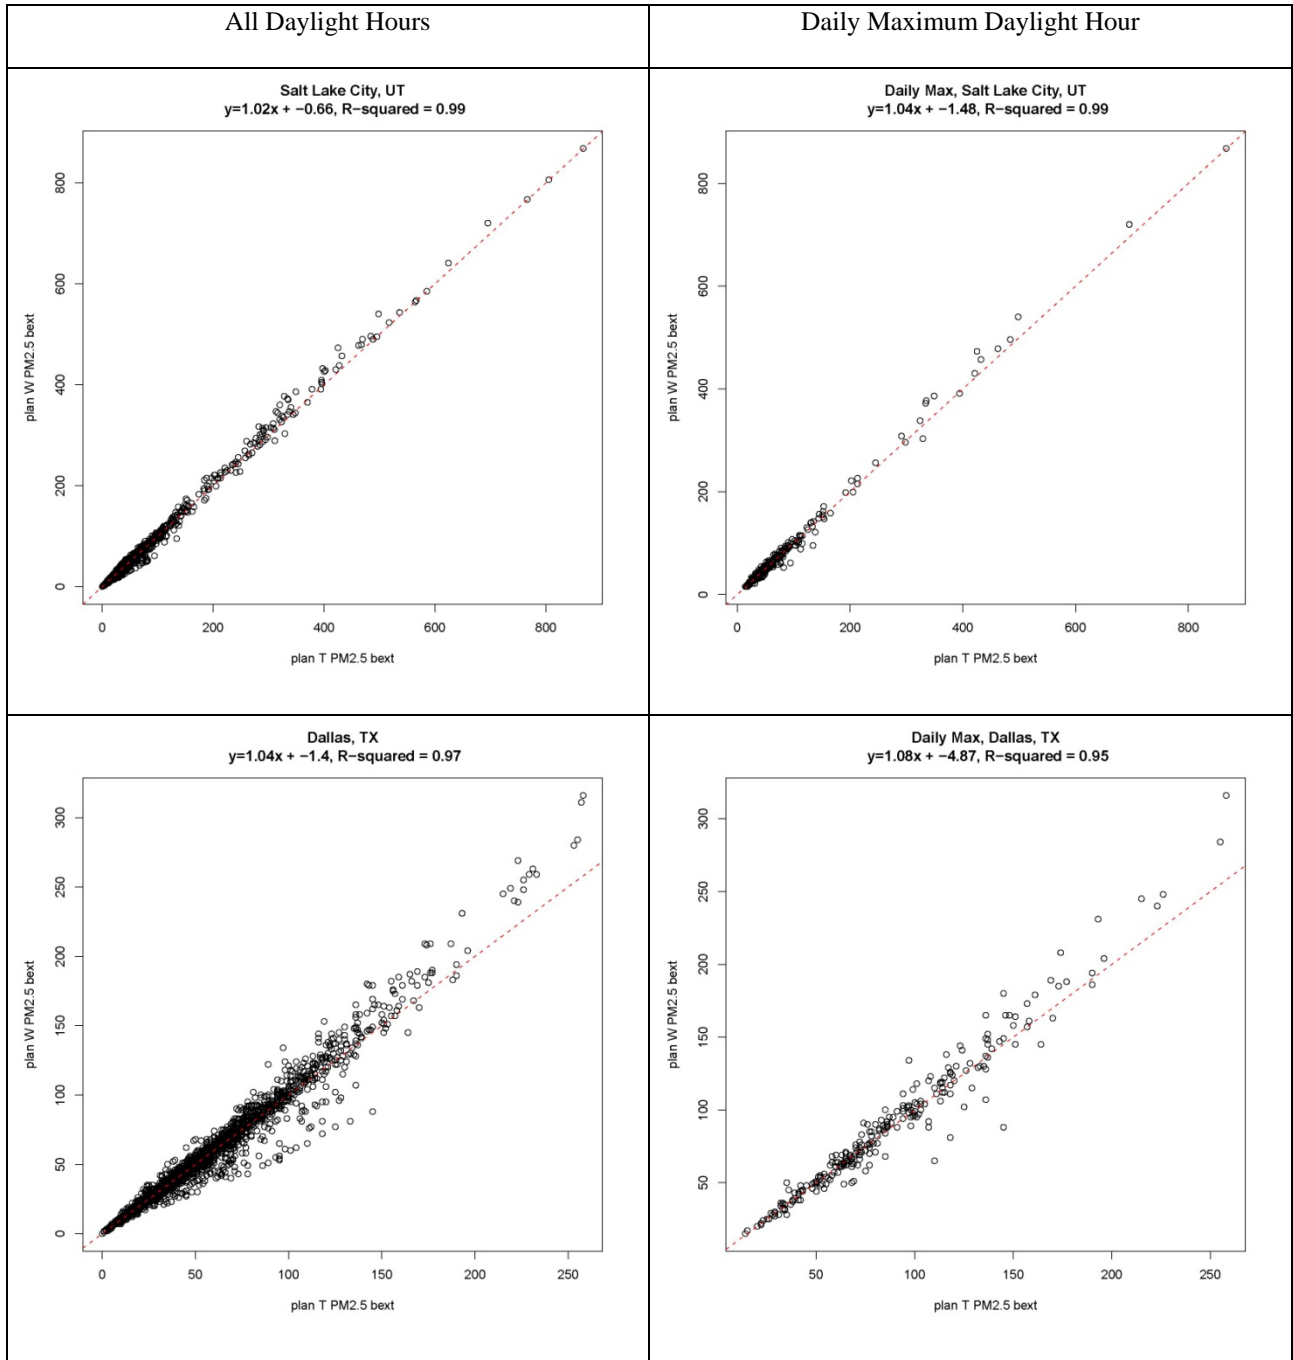 All Daylight Hours
Daily Maximum Daylight Hour
Salt Lake City, UT
y=1.02x + −0.66, R−squared = 0.99
800
600
400
200
0
plan W PM2.5 bext
0 200 400 600 800
plan T PM2.5 bext
Daily Max, Salt Lake City, UT
y=1.04x + −1.48, R−squared = 0.99
800
600
400
200
0
plan W PM2.5 bext
0 200 400 600 800
plan T PM2.5 bext
Dallas, TX
y=1.04x + −1.4, R−squared = 0.97
300
250
200
150
100
50
0
plan W PM2.5 bext
0 50 100 150 200 250
plan T PM2.5 bext
Daily Max, Dallas, TX
y=1.08x + −4.87, R−squared = 0.95
300
250
200
150
100
50
plan W PM2.5 bext
50 100 150 200 250
plan T PM2.5 bext